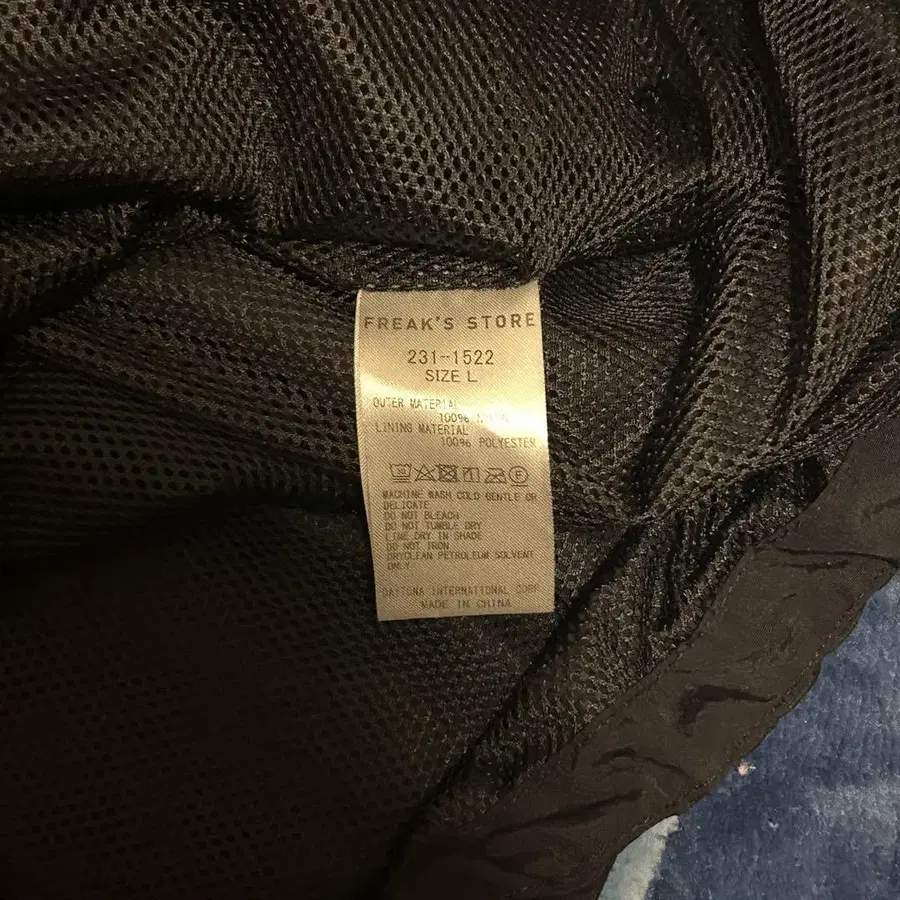 FREAK'S STORE
231-1522
SIZE L
OUTER MATERIAL
100% NYLON
LINING MATERIAL
100% POLYESTER
MACHINE WASH COLD GENTLE OR
DELICATE
DO NOT BLEACH
DO NOT TUMBLE DRY
LINE DRY IN SHADE
DO NOT IRON
DRYCLEAN PETROLEUM SOLVENT
ONLY
DAYTONA INTERNATIONAL CORP
MADE IN CHINA